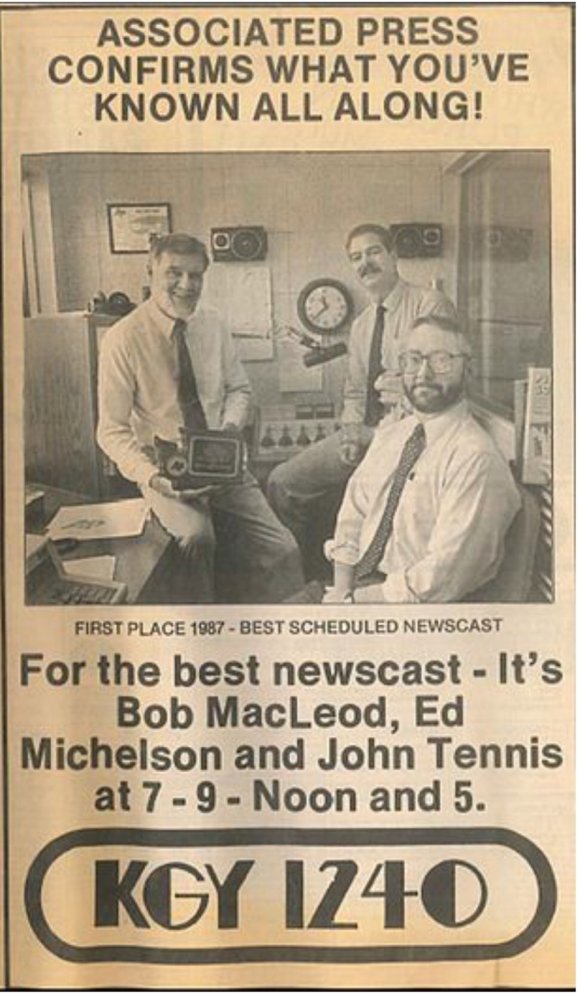 ASSOCIATED PRESS
CONFIRMS WHAT YOU'VE
KNOWN ALL ALONG!
FIRST PLACE 1987 - BEST SCHEDULED NEWSCAST
For the best newscast - It's
Bob MacLeod, Ed
Michelson and John Tennis
at 7 - 9 - Noon and 5.
KGY 1240